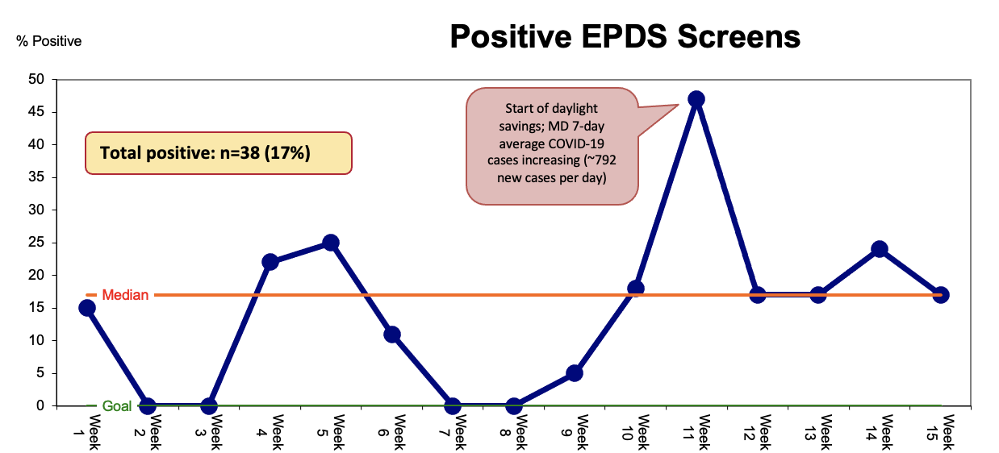 Positive EPDS Screens
% Positive
50
45
40
35
30
25
20
15
10
5
0
Total positive: n=38 (17%)
Start of daylight
savings; MD 7-day
average COVID-19
cases increasing (~792
new cases per day)
Median
Goal
Week
1
Week
2
Week
3
Week
4
Week
5
Week
6
Week
7
Week
8
Week
9
Week
10
Week
11
Week
12
Week
13
Week
14
Week
15